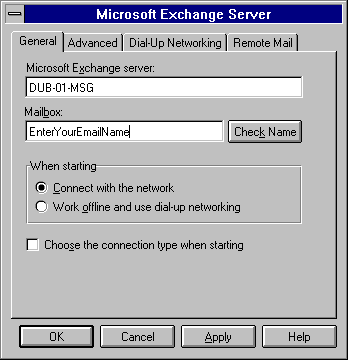 Microsoft Exchange Server
General Advanced Dial-Up Networking Remote Mail
Microsoft Exchange server:
DUB-01-MSG
Mailbox:
EnterYourEmailName Check Name
When starting
Connect with the network
Work offline and use dial-up networking
Choose the connection type when starting
OK Cancel Apply Help